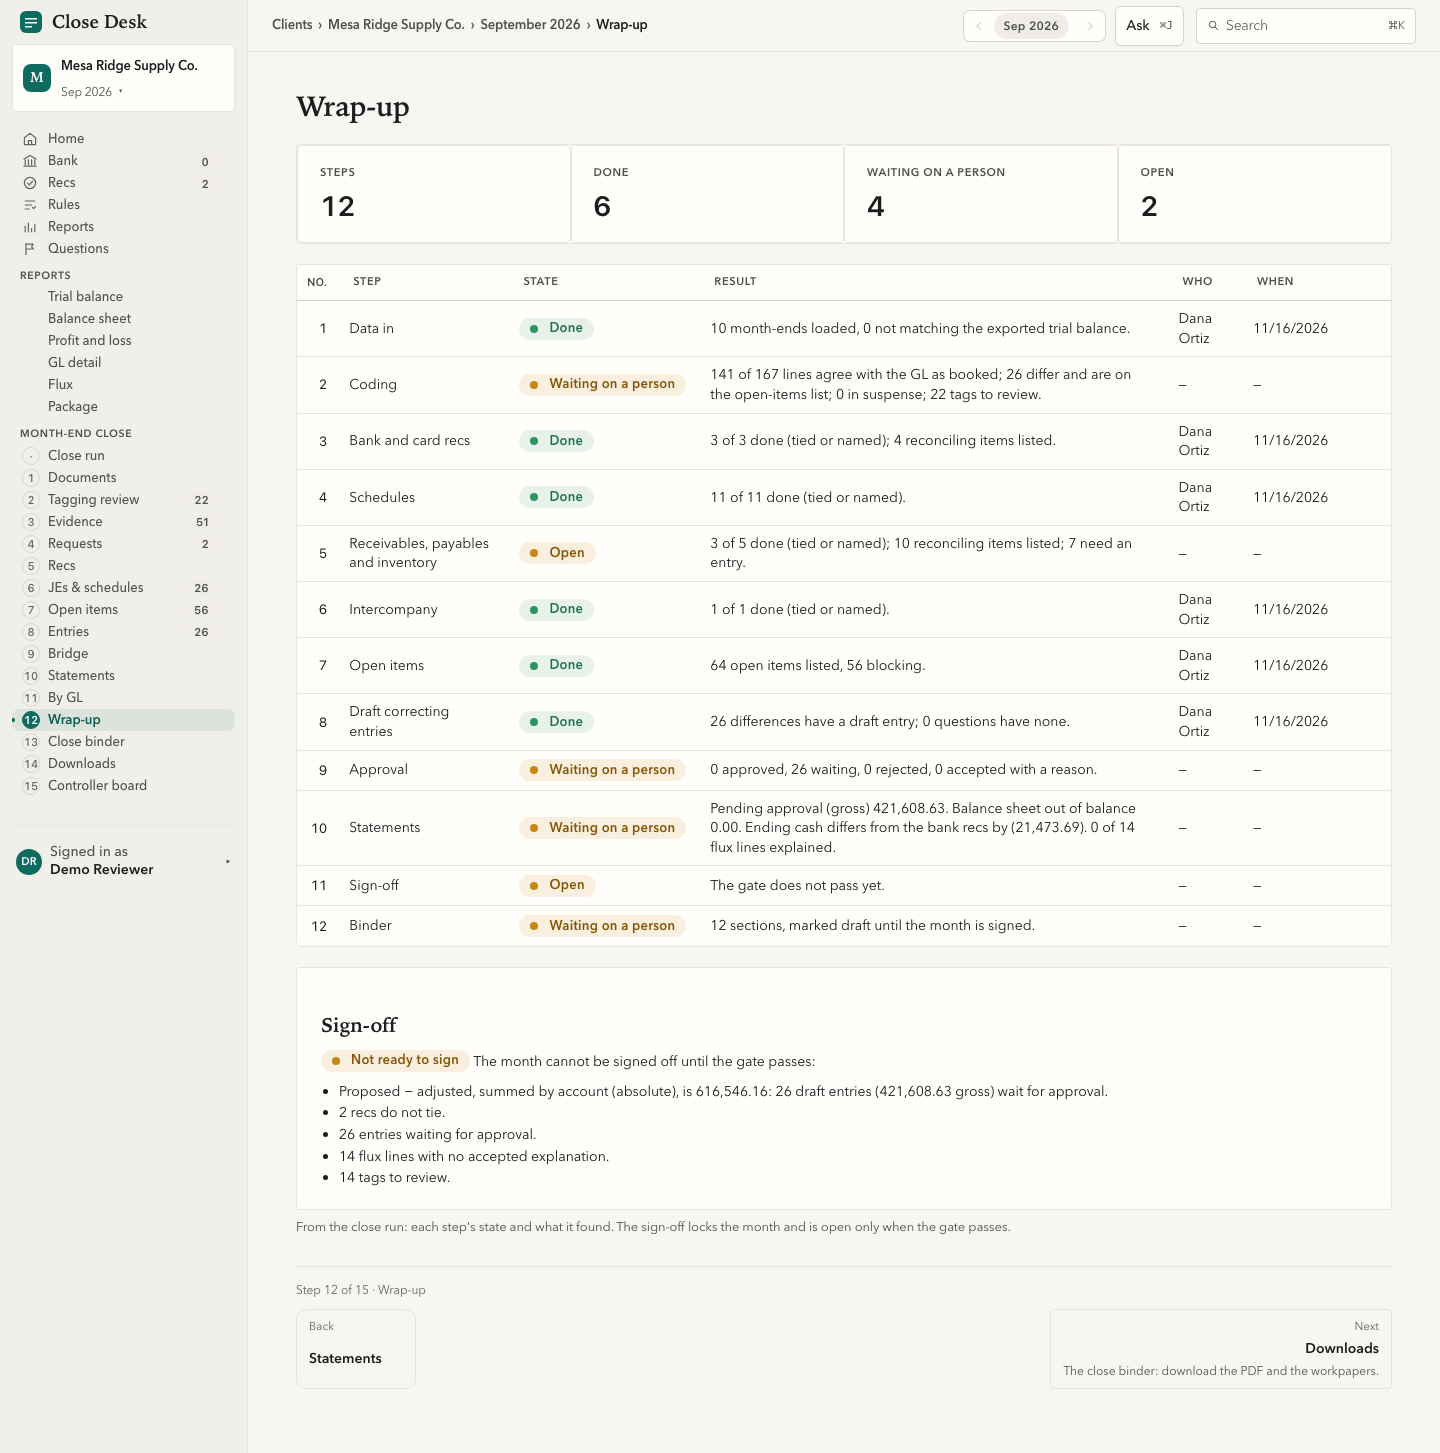 Close Desk
M
Mesa Ridge Supply Co.
Sep 2026
Home
Bank 0
Recs 2
Rules
Reports
Questions
REPORTS
Trial balance
Balance sheet
Profit and loss
GL detail
Flux
Package
MONTH-END CLOSE
Close run
1 Documents
2 Tagging review 22
3 Evidence 51
4 Requests 2
5 Recs
6 JEs & schedules 26
7 Open items 56
8 Entries 26
9 Bridge
10 Statements
11 By GL
12 Wrap-up
13 Close binder
14 Downloads
15 Controller board
DR
Signed in as
Demo Reviewer
Clients › Mesa Ridge Supply Co. › September 2026 › Wrap-up
‹ Sep 2026 ›
Ask ⌘J
Search ⌘K
Wrap-up
STEPS
12
DONE
6
WAITING ON A PERSON
4
OPEN
2
NO. STEP STATE RESULT WHO WHEN
1 Data in Done 10 month-ends loaded, 0 not matching the exported trial balance. Dana
Ortiz 11/16/2026
2 Coding Waiting on a person 141 of 167 lines agree with the GL as booked; 26 differ and are on
the open-items list; 0 in suspense; 22 tags to review. – –
3 Bank and card recs Done 3 of 3 done (tied or named); 4 reconciling items listed. Dana
Ortiz 11/16/2026
4 Schedules Done 11 of 11 done (tied or named). Dana
Ortiz 11/16/2026
5 Receivables, payables
and inventory Open 3 of 5 done (tied or named); 10 reconciling items listed; 7 need an
entry. – –
6 Intercompany Done 1 of 1 done (tied or named). Dana
Ortiz 11/16/2026
7 Open items Done 64 open items listed, 56 blocking. Dana
Ortiz 11/16/2026
8 Draft correcting
entries Done 26 differences have a draft entry; 0 questions have none. Dana
Ortiz 11/16/2026
9 Approval Waiting on a person 0 approved, 26 waiting, 0 rejected, 0 accepted with a reason. – –
10 Statements Waiting on a person Pending approval (gross) 421,608.63. Balance sheet out of balance
0.00. Ending cash differs from the bank recs by (21,473.69). 0 of 14
flux lines explained. – –
11 Sign-off Open The gate does not pass yet. – –
12 Binder Waiting on a person 12 sections, marked draft until the month is signed. – –
Sign-off
Not ready to sign The month cannot be signed off until the gate passes:
• Proposed – adjusted, summed by account (absolute), is 616,546.16: 26 draft entries (421,608.63 gross) wait for approval.
• 2 recs do not tie.
• 26 entries waiting for approval.
• 14 flux lines with no accepted explanation.
• 14 tags to review.
From the close run: each step's state and what it found. The sign-off locks the month and is open only when the gate passes.
Step 12 of 15 · Wrap-up
Back
Statements
Next
Downloads
The close binder: download the PDF and the workpapers.